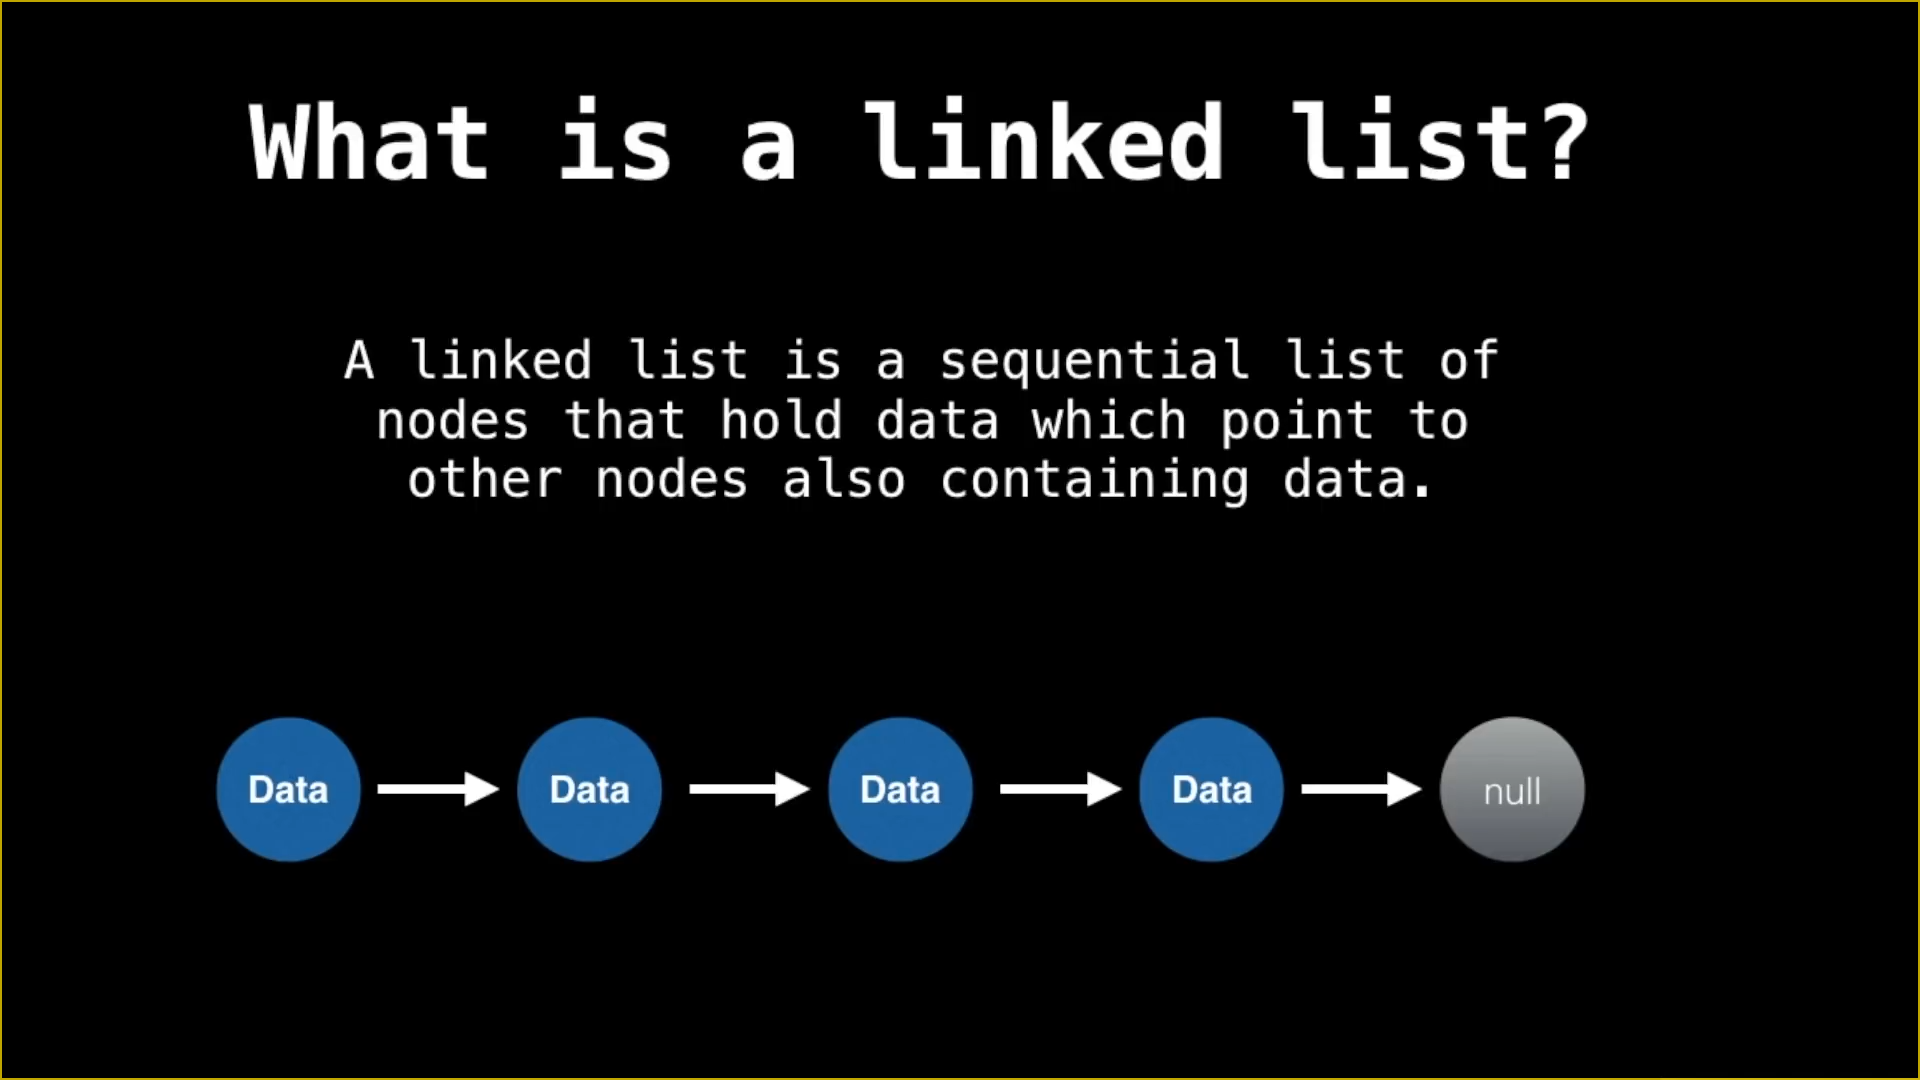 What is a linked list?
A linked list is a sequential list of
nodes that hold data which point to
other nodes also containing data.
Data Data Data Data null